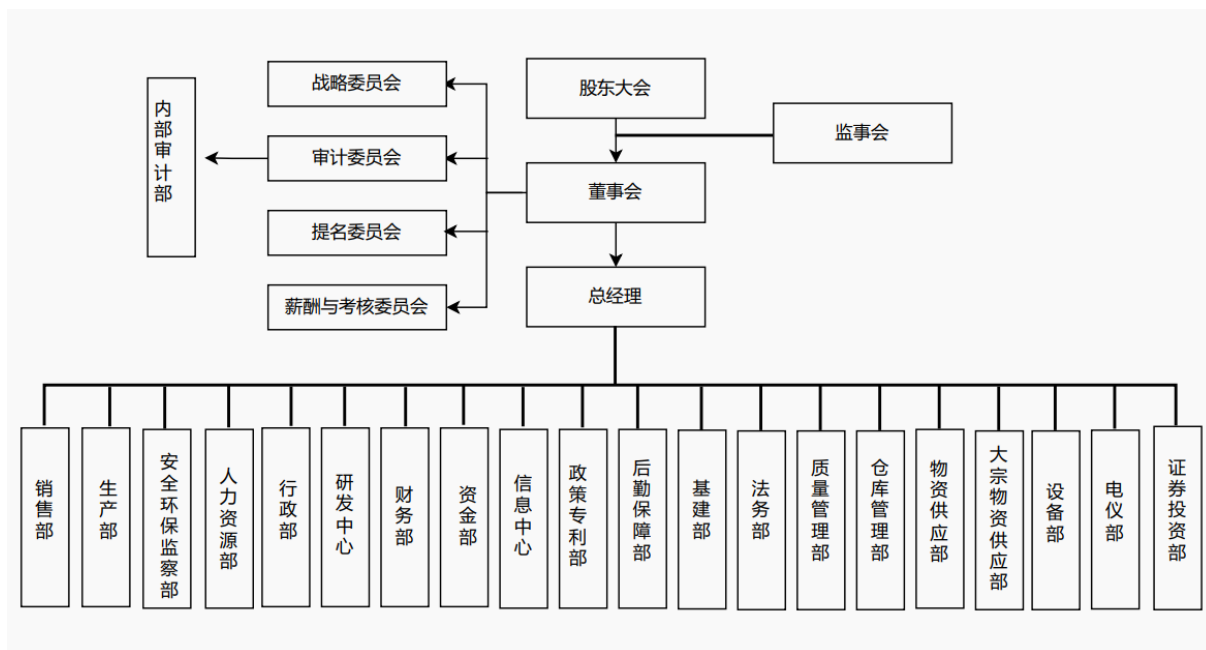 股东大会
监事会
董事会
总经理
战略委员会
审计委员会
提名委员会
薪酬与考核委员会
内部审计部
销售部
生产部
安全环保监察部
人力资源部
行政部
研发中心
财务部
资金部
信息中心
政策专利部
后勤保障部
基建部
法务部
质量管理部
仓库管理部
物资供应部
大宗物资供应部
设备部
电仪部
证券投资部